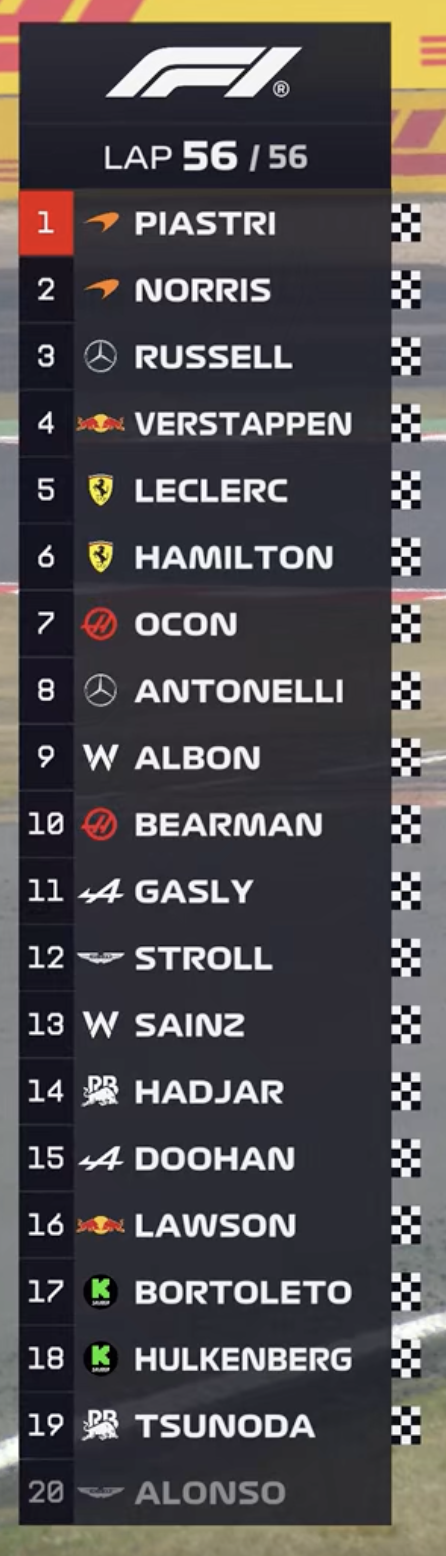 F1®
LAP 56 / 56
1 PIASTRI
2 NORRIS
3 RUSSELL
4 VERSTAPPEN
5 LECLERC
6 HAMILTON
7 OCON
8 ANTONELLI
9 W ALBON
10 BEARMAN
11 GASLY
12 STROLL
13 W SAINZ
14 RB HADJAR
15 DOOHAN
16 LAWSON
17 K BORTOLETO
18 K HULKENBERG
19 RB TSUNODA
20 ALONSO